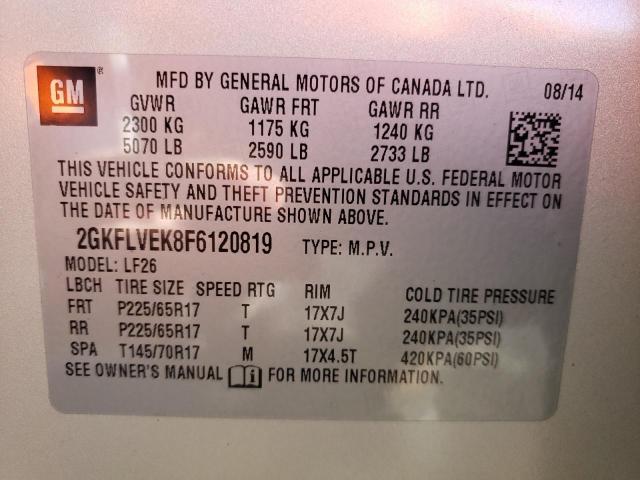 GM ®
MFD BY GENERAL MOTORS OF CANADA LTD. 08/14
GVWR GAWR FRT GAWR RR
2300 KG 1175 KG 1240 KG
5070 LB 2590 LB 2733 LB
THIS VEHICLE CONFORMS TO ALL APPLICABLE U.S. FEDERAL MOTOR
VEHICLE SAFETY AND THEFT PREVENTION STANDARDS IN EFFECT ON
THE DATE OF MANUFACTURE SHOWN ABOVE.
2GKFLVEK8F6120819 TYPE: M.P.V.
MODEL: LF26
LBCH TIRE SIZE SPEED RTG RIM COLD TIRE PRESSURE
FRT P225/65R17 T 17X7J 240KPA(35PSI)
RR P225/65R17 T 17X7J 240KPA(35PSI)
SPA T145/70R17 M 17X4.5T 420KPA(60PSI)
SEE OWNER'S MANUAL i FOR MORE INFORMATION.